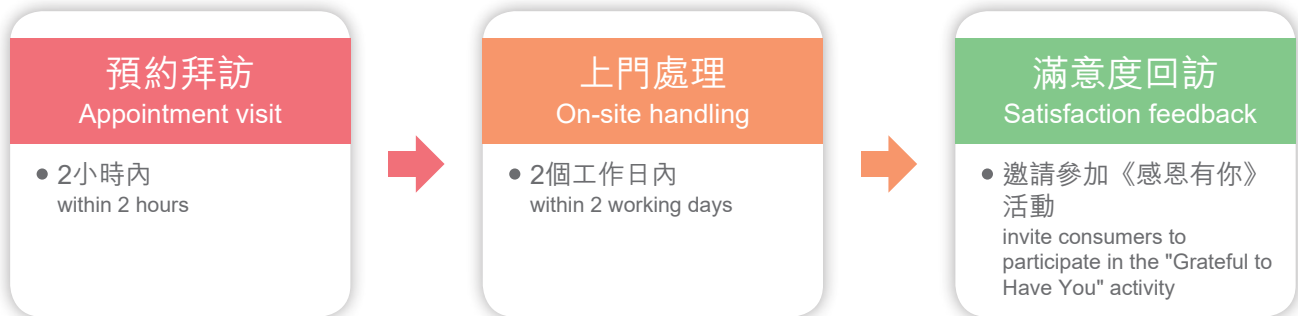 預約拜訪
Appointment visit
2小時內
within 2 hours
上門處理
On-site handling
2個工作日內
within 2 working days
滿意度回訪
Satisfaction feedback
邀請參加《感恩有你》
活動
invite consumers to
participate in the "Grateful to
Have You" activity